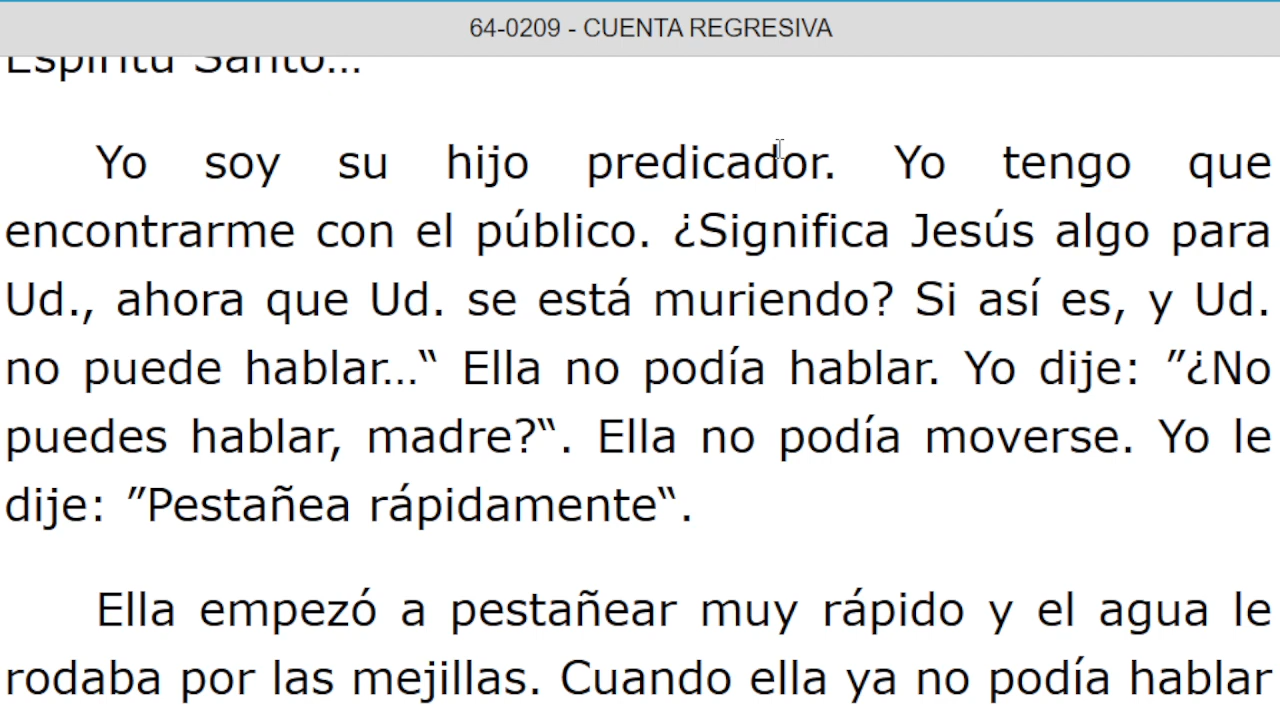 64-0209 - CUENTA REGRESIVA
Espíritu Santo...
Yo soy su hijo predicador. Yo tengo que
encontrarme con el público. ¿Significa Jesús algo para
Ud., ahora que Ud. se está muriendo? Si así es, y Ud.
no puede hablar...“ Ella no podía hablar. Yo dije: ”¿No
puedes hablar, madre?“. Ella no podía moverse. Yo le
dije: ”Pestañea rápidamente“.
Ella empezó a pestañear muy rápido y el agua le
rodaba por las mejillas. Cuando ella ya no podía hablar